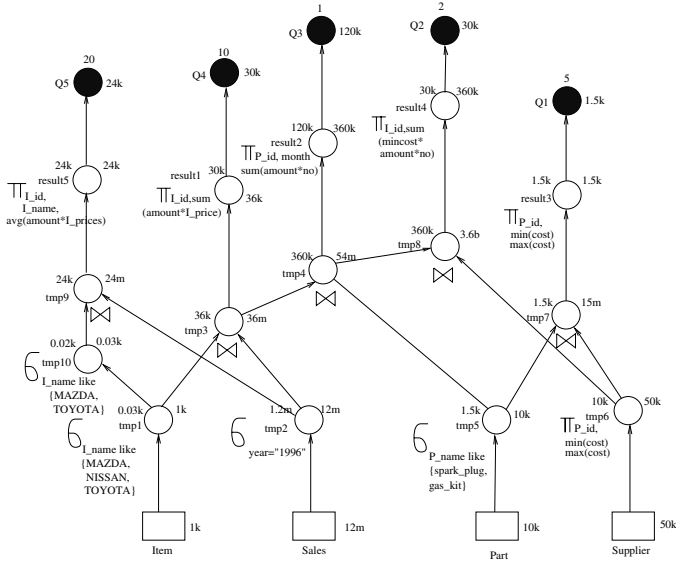 1
2
20
10
Q3
120k
Q2
30k
5
Q5
24k
Q4
30k
Q1
1.5k
30k
360k
result4
π I_id,sum
(mincost*
amount*no)
120k
360k
result2
π P_id, month
sum(amount*no)
24k
24k
result5
π I_id,
I_name,
avg(amount*I_prices)
result1
30k
36k
π I_id,sum
(amount*I_price)
1.5k
1.5k
result3
π P_id,
min(cost)
max(cost)
360k
3.6b
tmp8
⋈
360k
54m
tmp4
⋈
24k
24m
tmp9
⋈
36k
36m
tmp3
⋈
1.5k
15m
tmp7
⋈
0.02k
0.03k
σ
tmp10
I_name like
{MAZDA,
TOYOTA}
0.03k
1k
tmp1
σ
I_name like
{MAZDA,
NISSAN,
TOYOTA}
1.2m
12m
tmp2
σ
year="1996"
1.5k
10k
tmp5
σ
P_name like
{spark_plug,
gas_kit}
10k
50k
tmp6
π P_id,
min(cost)
max(cost)
1k
12m
10k
50k
Item
Sales
Part
Supplier